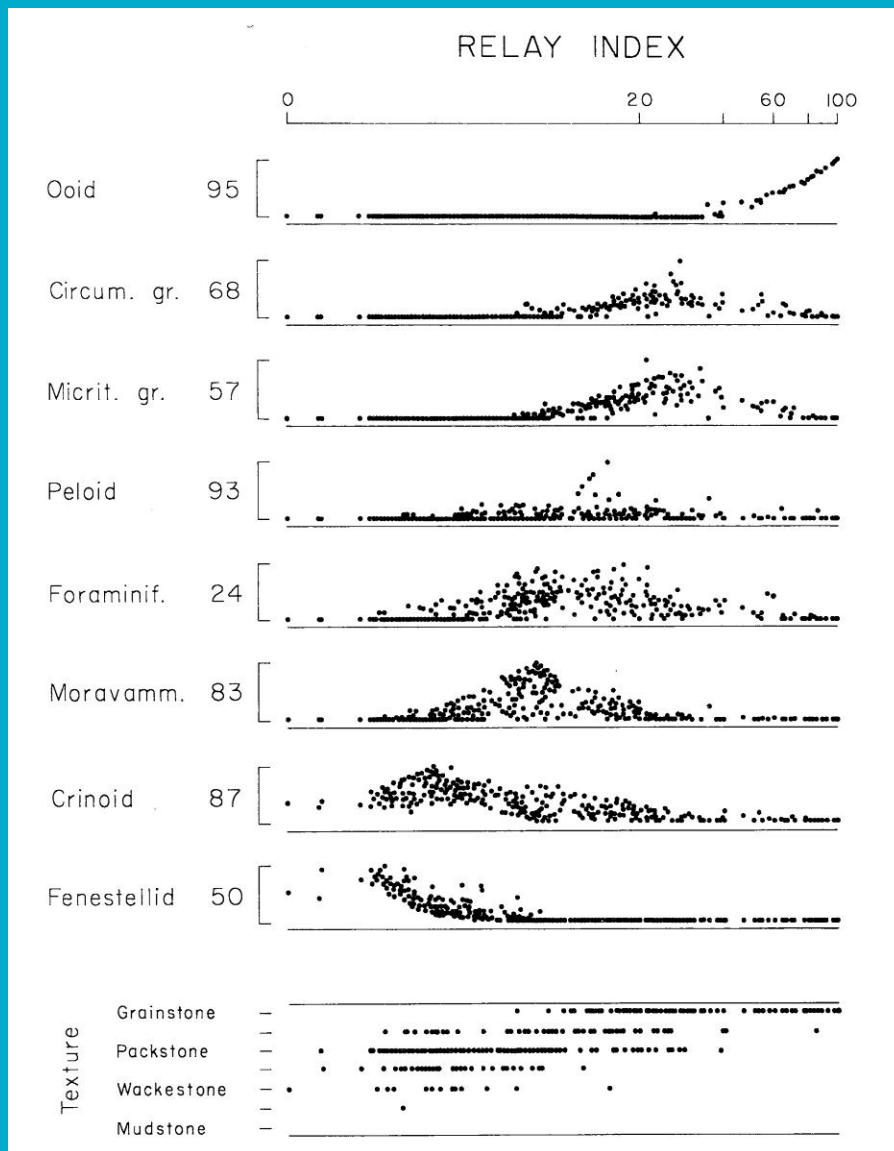 RELAY INDEX
0 20 60 100
Ooid 95
Circum. gr. 68
Micrit. gr. 57
Peloid 93
Foraminif. 24
Moravamm. 83
Crinoid 87
Fenestellid 50
Texture
Grainstone
Packstone
Wackestone
Mudstone